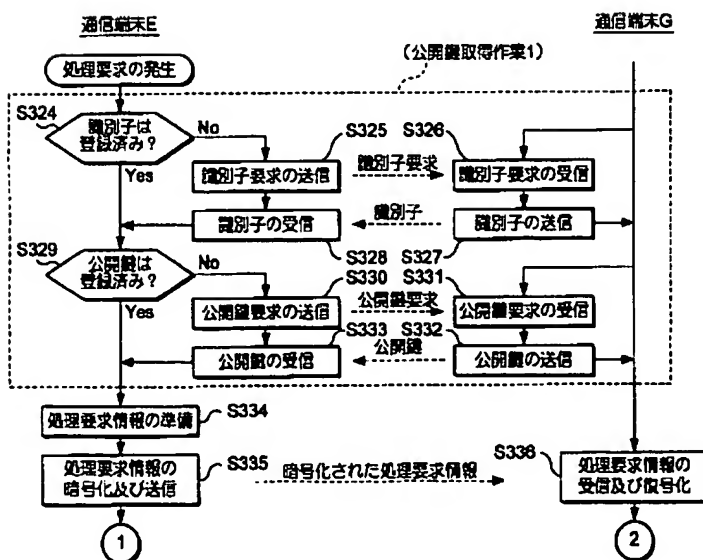 通信端末E
通信端末G
処理要求の発生
(公開鍵取得作業1)
S324
識別子は
登録済み?
No
Yes
S325
S326
識別子要求の送信
識別子要求
識別子要求の受信
識別子の受信
識別子
識別子の送信
S328
S327
S329
公開鍵は
登録済み?
No
Yes
S330
S331
公開鍵要求の送信
公開鍵要求
公開鍵要求の受信
S333
S332
公開鍵の受信
公開鍵
公開鍵の送信
処理要求情報の準備
S334
処理要求情報の
暗号化及び送信
S335
暗号化された処理要求情報
S336
処理要求情報の
受信及び復号化
1
2